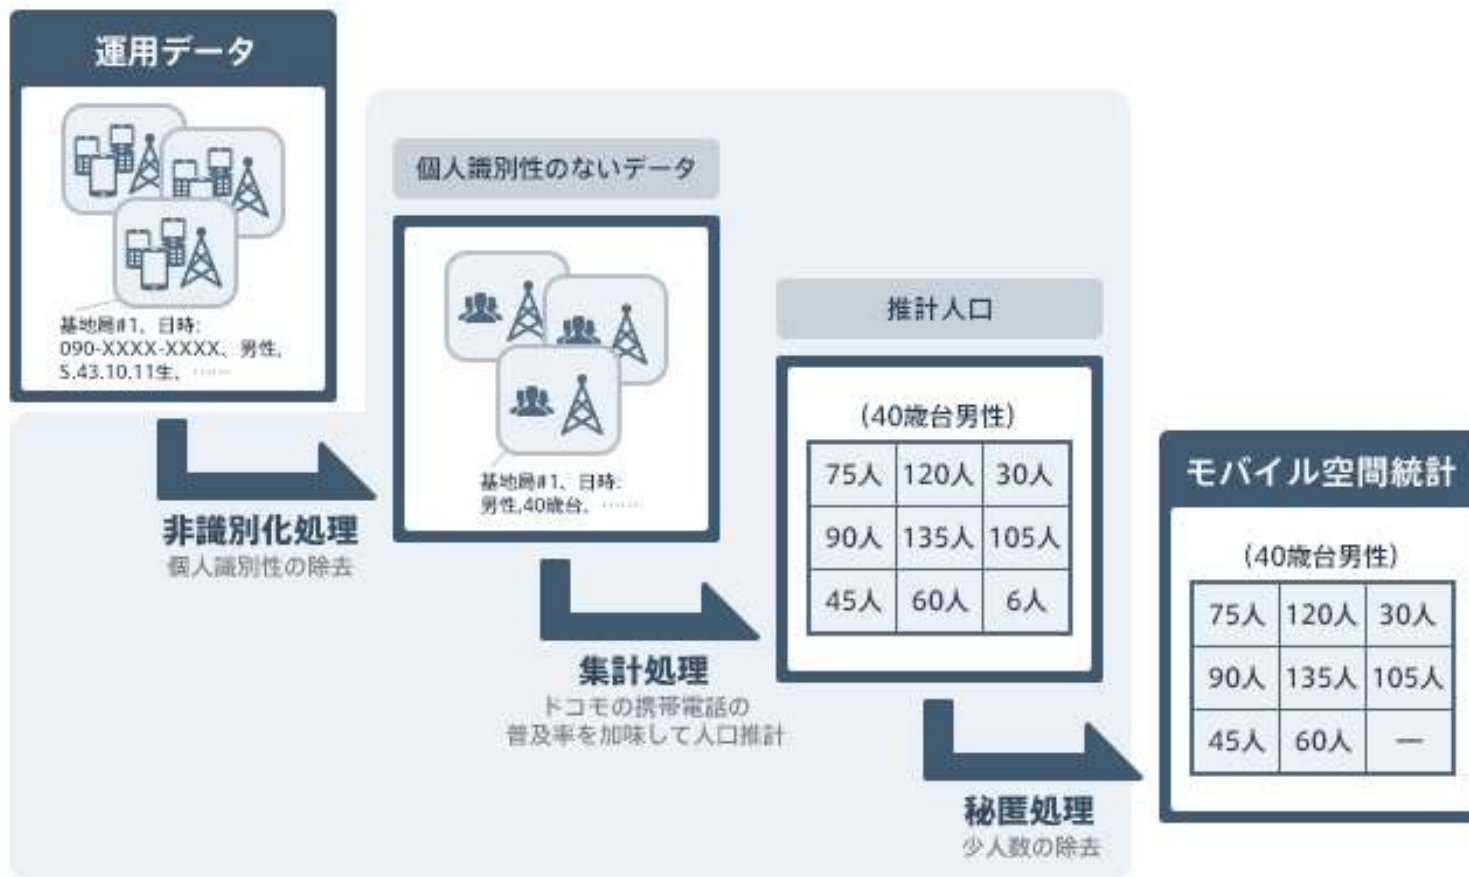 運用データ
基地局#1、日時:
090-XXXX-XXXX、男性,
S.43.10.11生、……
非識別化処理
個人識別性の除去
個人識別性のないデータ
基地局#1、日時:
男性,40歳台、……
集計処理
ドコモの携帯電話の
普及率を加味して人口推計
推計人口
(40歳台男性)
75人 120人 30人
90人 135人 105人
45人 60人 6人
秘匿処理
少人数の除去
モバイル空間統計
(40歳台男性)
75人 120人 30人
90人 135人 105人
45人 60人 —